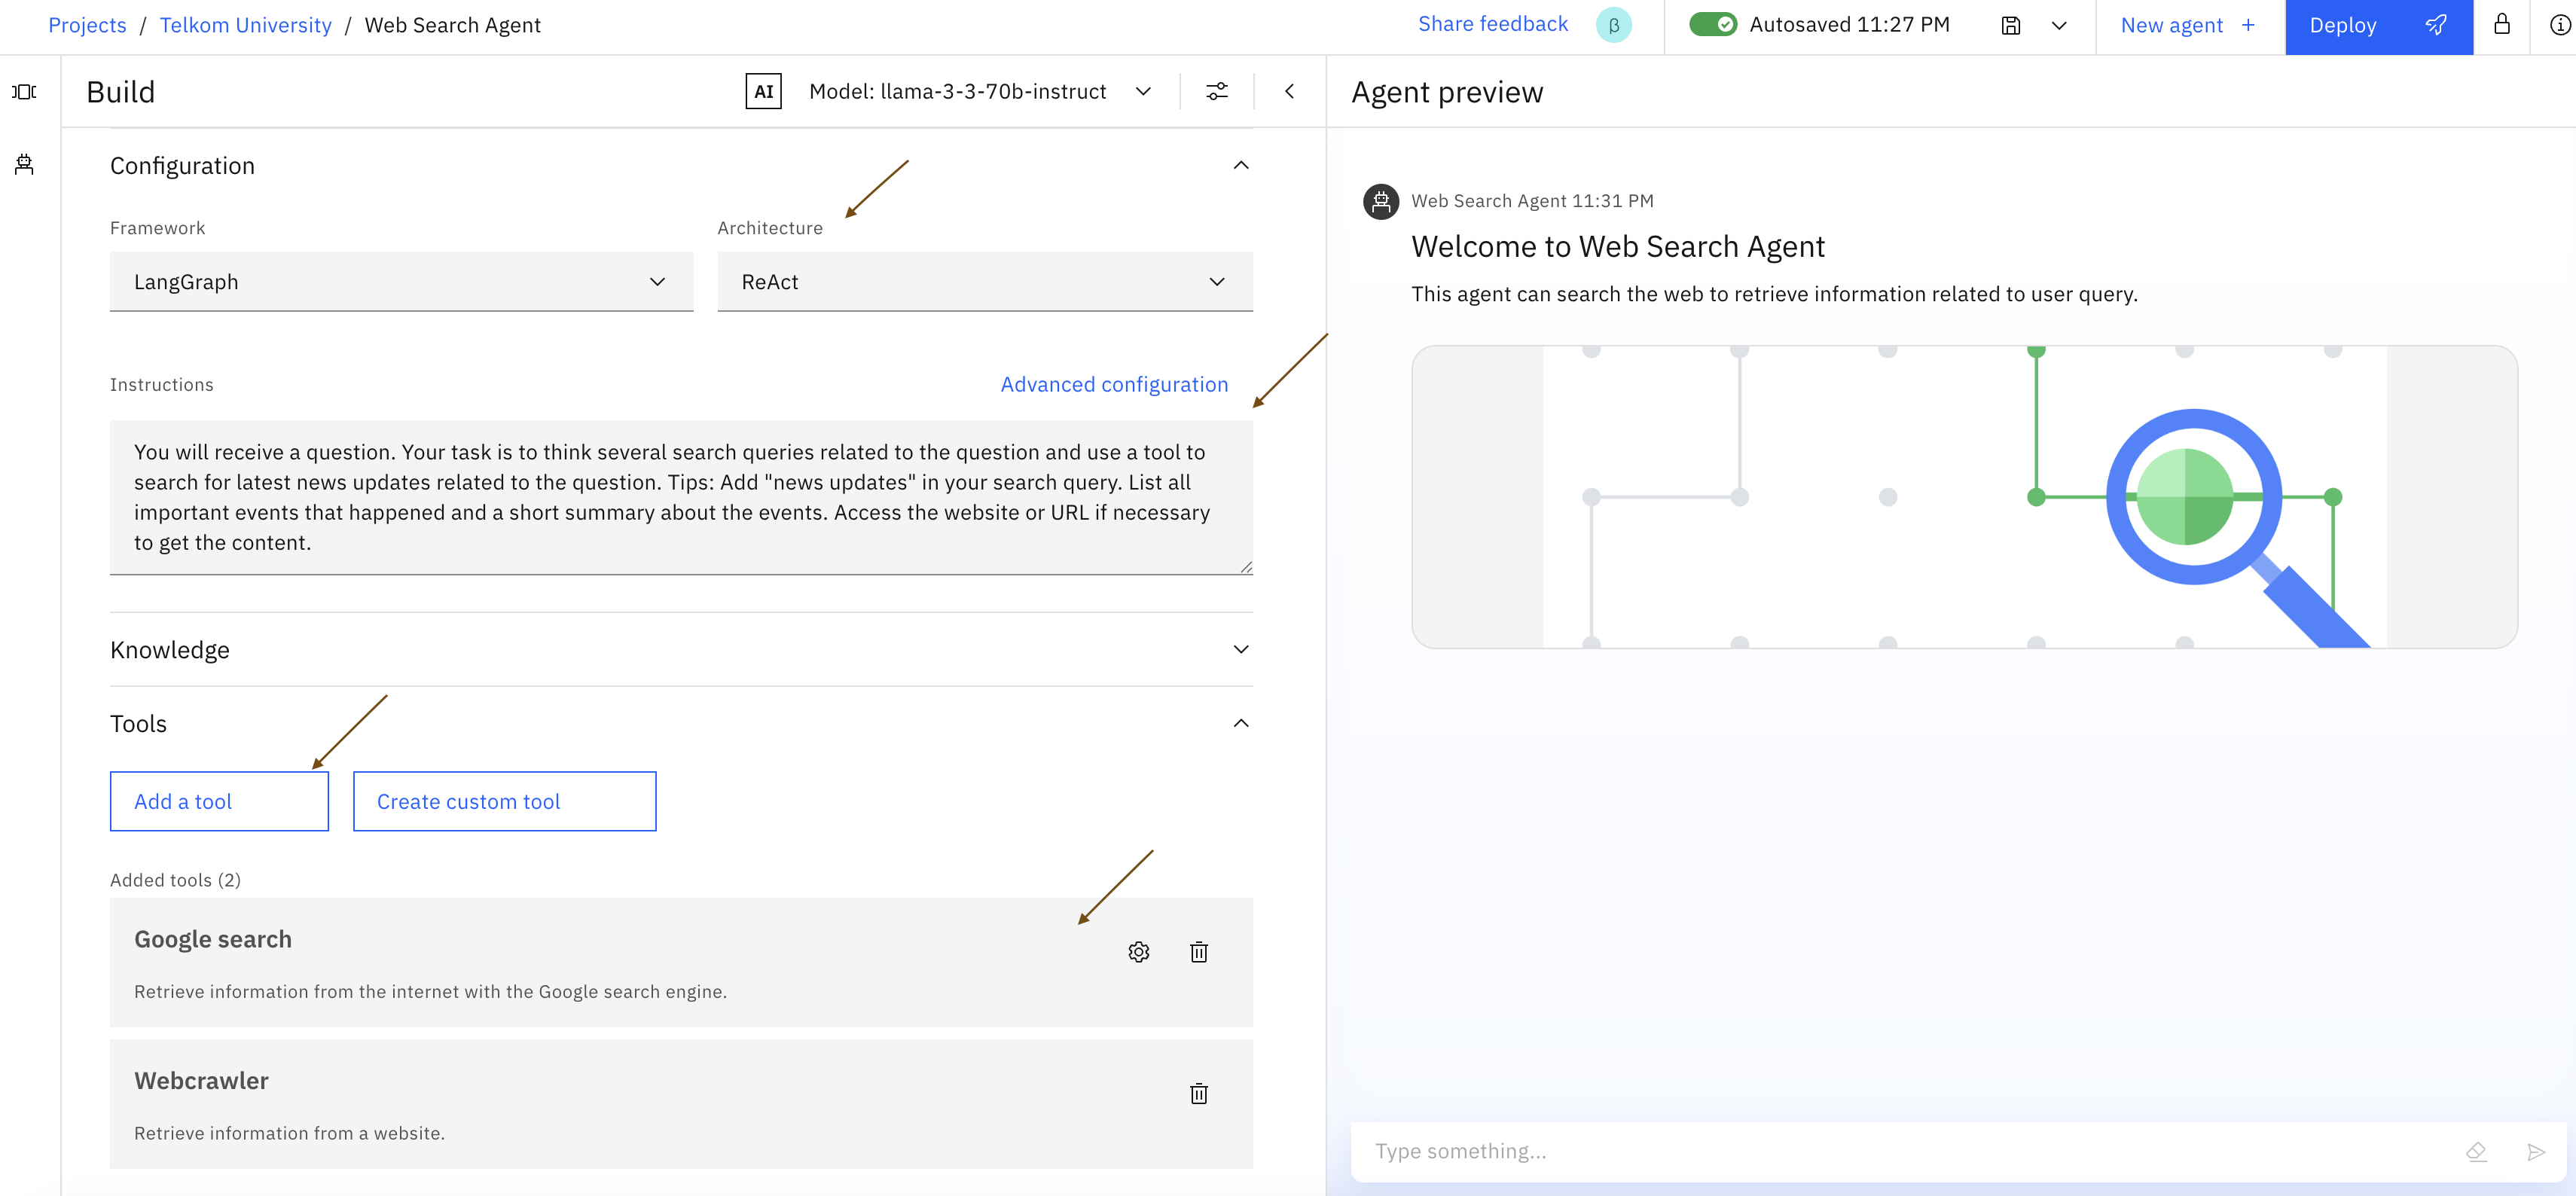 Projects / Telkom University / Web Search Agent
Share feedback β Autosaved 11:27 PM New agent + Deploy
Build
AI Model: llama-3-3-70b-instruct
Configuration
Framework Architecture
LangGraph ReAct
Instructions Advanced configuration
You will receive a question. Your task is to think several search queries related to the question and use a tool to
search for latest news updates related to the question. Tips: Add "news updates" in your search query. List all
important events that happened and a short summary about the events. Access the website or URL if necessary
to get the content.
Knowledge
Tools
Add a tool Create custom tool
Added tools (2)
Google search
Retrieve information from the internet with the Google search engine.
Webcrawler
Retrieve information from a website.
Agent preview
Web Search Agent 11:31 PM
Welcome to Web Search Agent
This agent can search the web to retrieve information related to user query.
Type something...